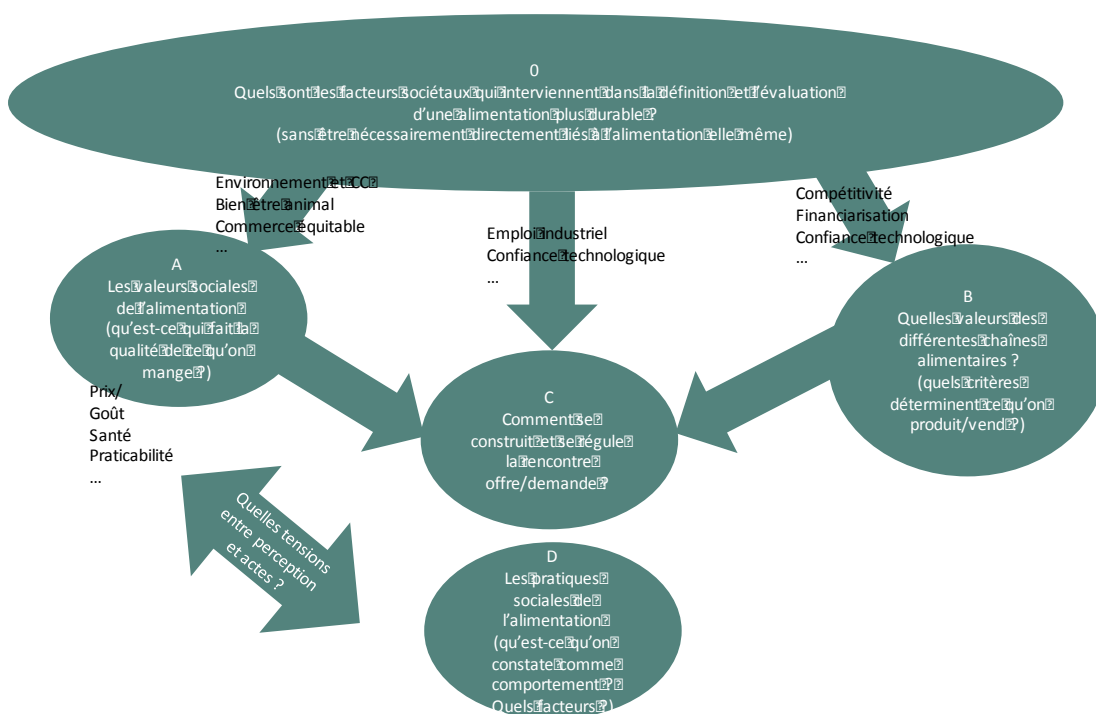 0
Quels sont les facteurs sociétaux qui interviennent dans la définition et l’évaluation
d’une alimentation plus durable ?
(sans être nécessairement directement liés à l’alimentation elle même)
Environnement et CC
Bien être animal
Commerce équitable
…
Emploi industriel
Confiance technologique
…
Compétitivité
Financiarisation
Confiance technologique
…
A
Les valeurs sociales
de l’alimentation
(qu’est-ce qui fait la
qualité de ce qu’on
mange ?)
Prix/
Goût
Santé
Praticabilité
…
B
Quelles valeurs des
différentes chaînes
alimentaires ?
(quels critères
déterminent ce qu’on
produit/vend ?)
C
Comment se
construit et se régule
la rencontre
offre/demande ?
Quelles tensions
entre perception
et actes ?
D
Les pratiques
sociales de
l’alimentation
(qu’est-ce qu’on
constate comme
comportement ?
Quels facteurs ?)